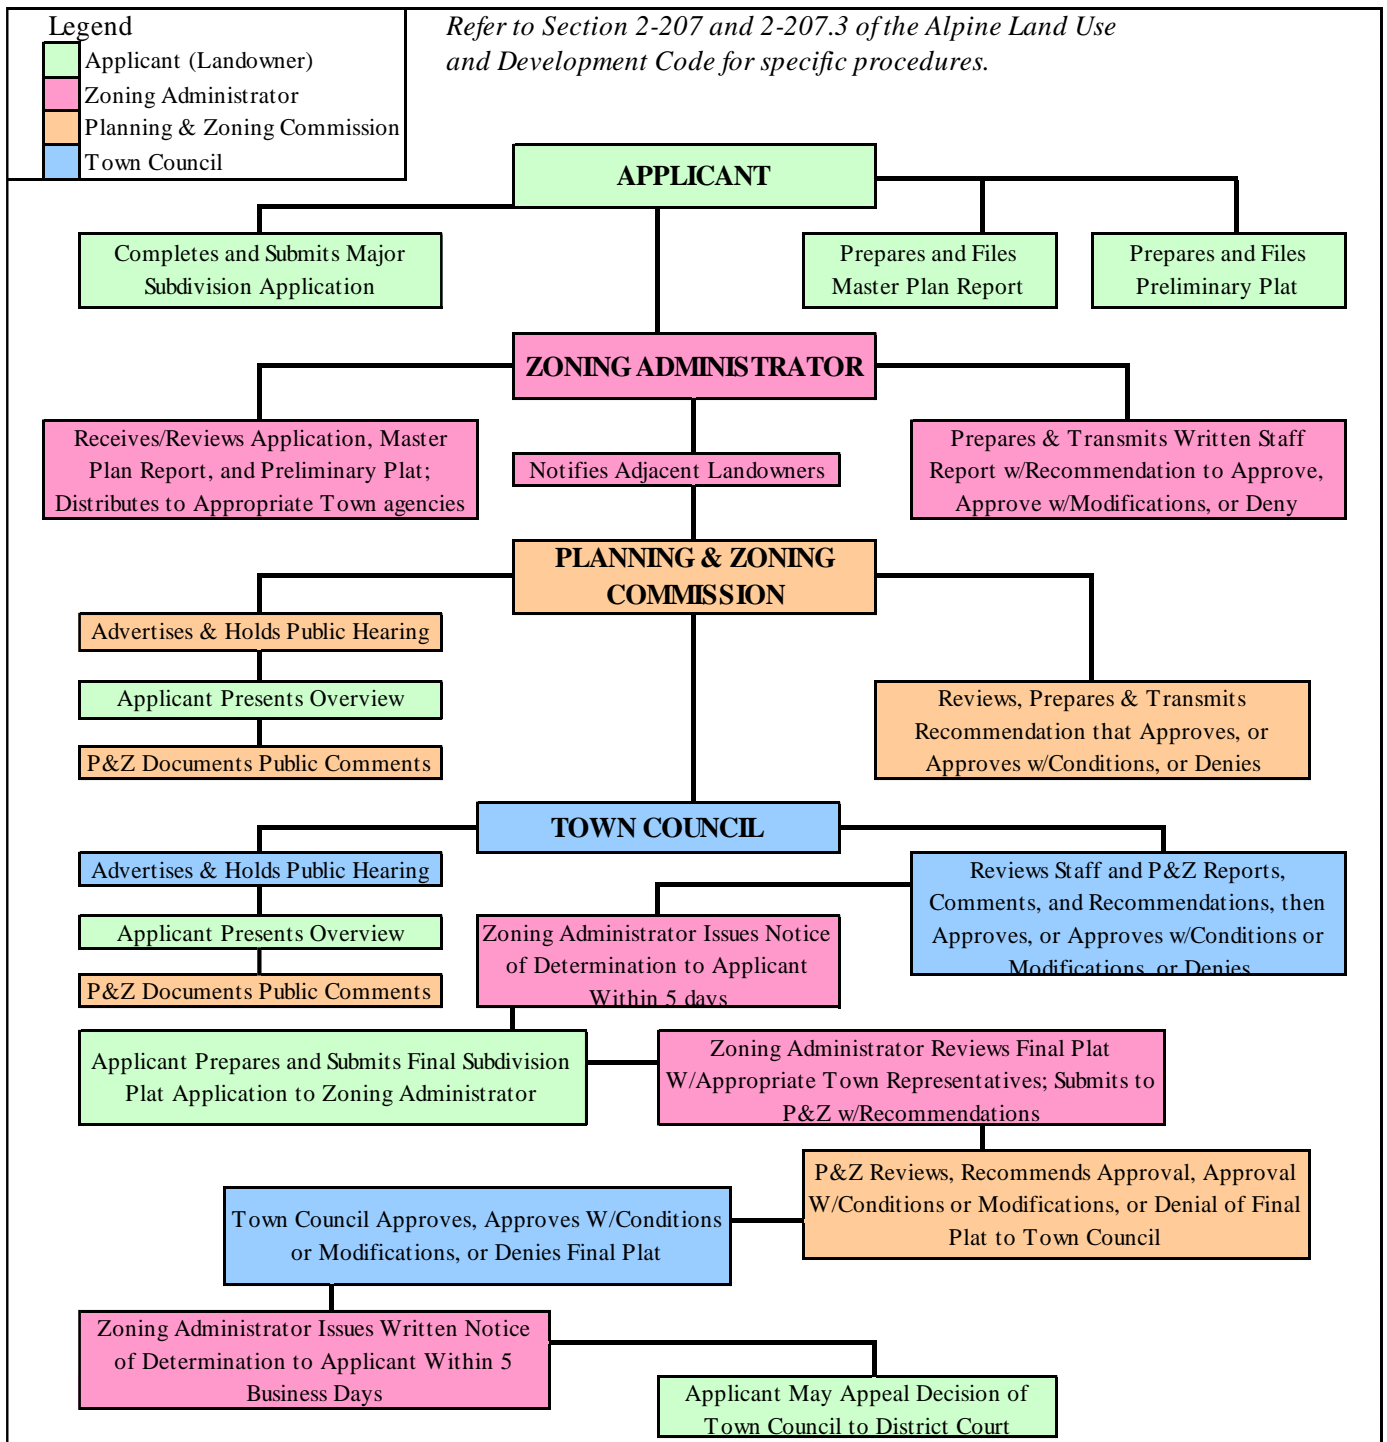 Legend
Applicant (Landowner)
Zoning Administrator
Planning & Zoning Commission
Town Council
Refer to Section 2-207 and 2-207.3 of the Alpine Land Use
and Development Code for specific procedures.
APPLICANT
Completes and Submits Major
Subdivision Application
Prepares and Files
Master Plan Report
Prepares and Files
Preliminary Plat
ZONING ADMINISTRATOR
Receives/Reviews Application, Master
Plan Report, and Preliminary Plat;
Distributes to Appropriate Town agencies
Notifies Adjacent Landowners
Prepares & Transmits Written Staff
Report w/Recommendation to Approve,
Approve w/Modifications, or Deny
PLANNING & ZONING
COMMISSION
Advertises & Holds Public Hearing
Applicant Presents Overview
P&Z Documents Public Comments
Reviews, Prepares & Transmits
Recommendation that Approves, or
Approves w/Conditions, or Denies
TOWN COUNCIL
Advertises & Holds Public Hearing
Applicant Presents Overview
P&Z Documents Public Comments
Reviews Staff and P&Z Reports,
Comments, and Recommendations, then
Approves, or Approves w/Conditions or
Modifications, or Denies
Zoning Administrator Issues Notice
of Determination to Applicant
Within 5 days
Applicant Prepares and Submits Final Subdivision
Plat Application to Zoning Administrator
Zoning Administrator Reviews Final Plat
W/Appropriate Town Representatives; Submits to
P&Z w/Recommendations
P&Z Reviews, Recommends Approval, Approval
W/Conditions or Modifications, or Denial of Final
Plat to Town Council
Town Council Approves, Approves W/Conditions
or Modifications, or Denies Final Plat
Zoning Administrator Issues Written Notice
of Determination to Applicant Within 5
Business Days
Applicant May Appeal Decision of
Town Council to District Court